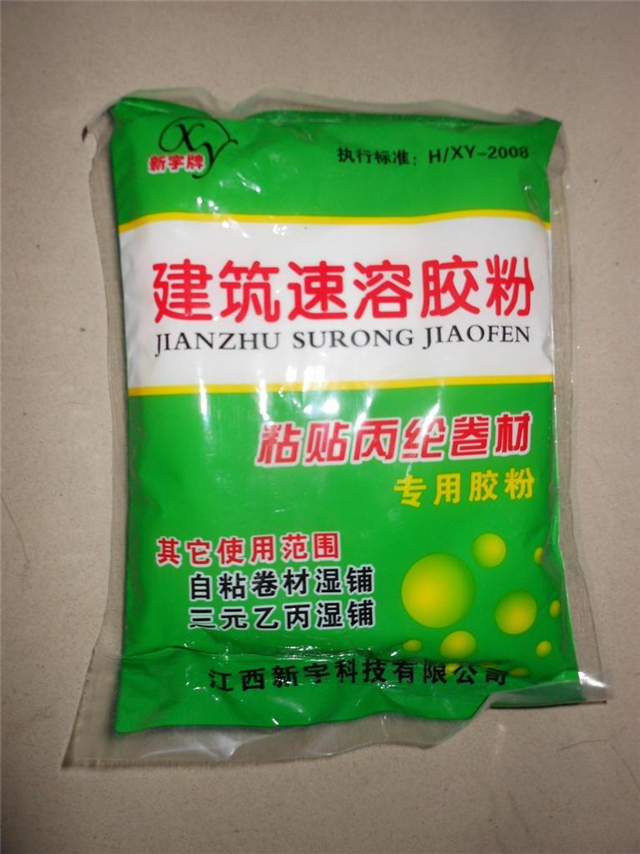 XY
新宇牌
执行标准：H/XY-2008
建筑速溶胶粉
JIANZHU SURONG JIAOFEN
粘贴丙纶卷材
专用胶粉
其它使用范围
自粘卷材湿铺
三元乙丙湿铺
江西新宇科技有限公司